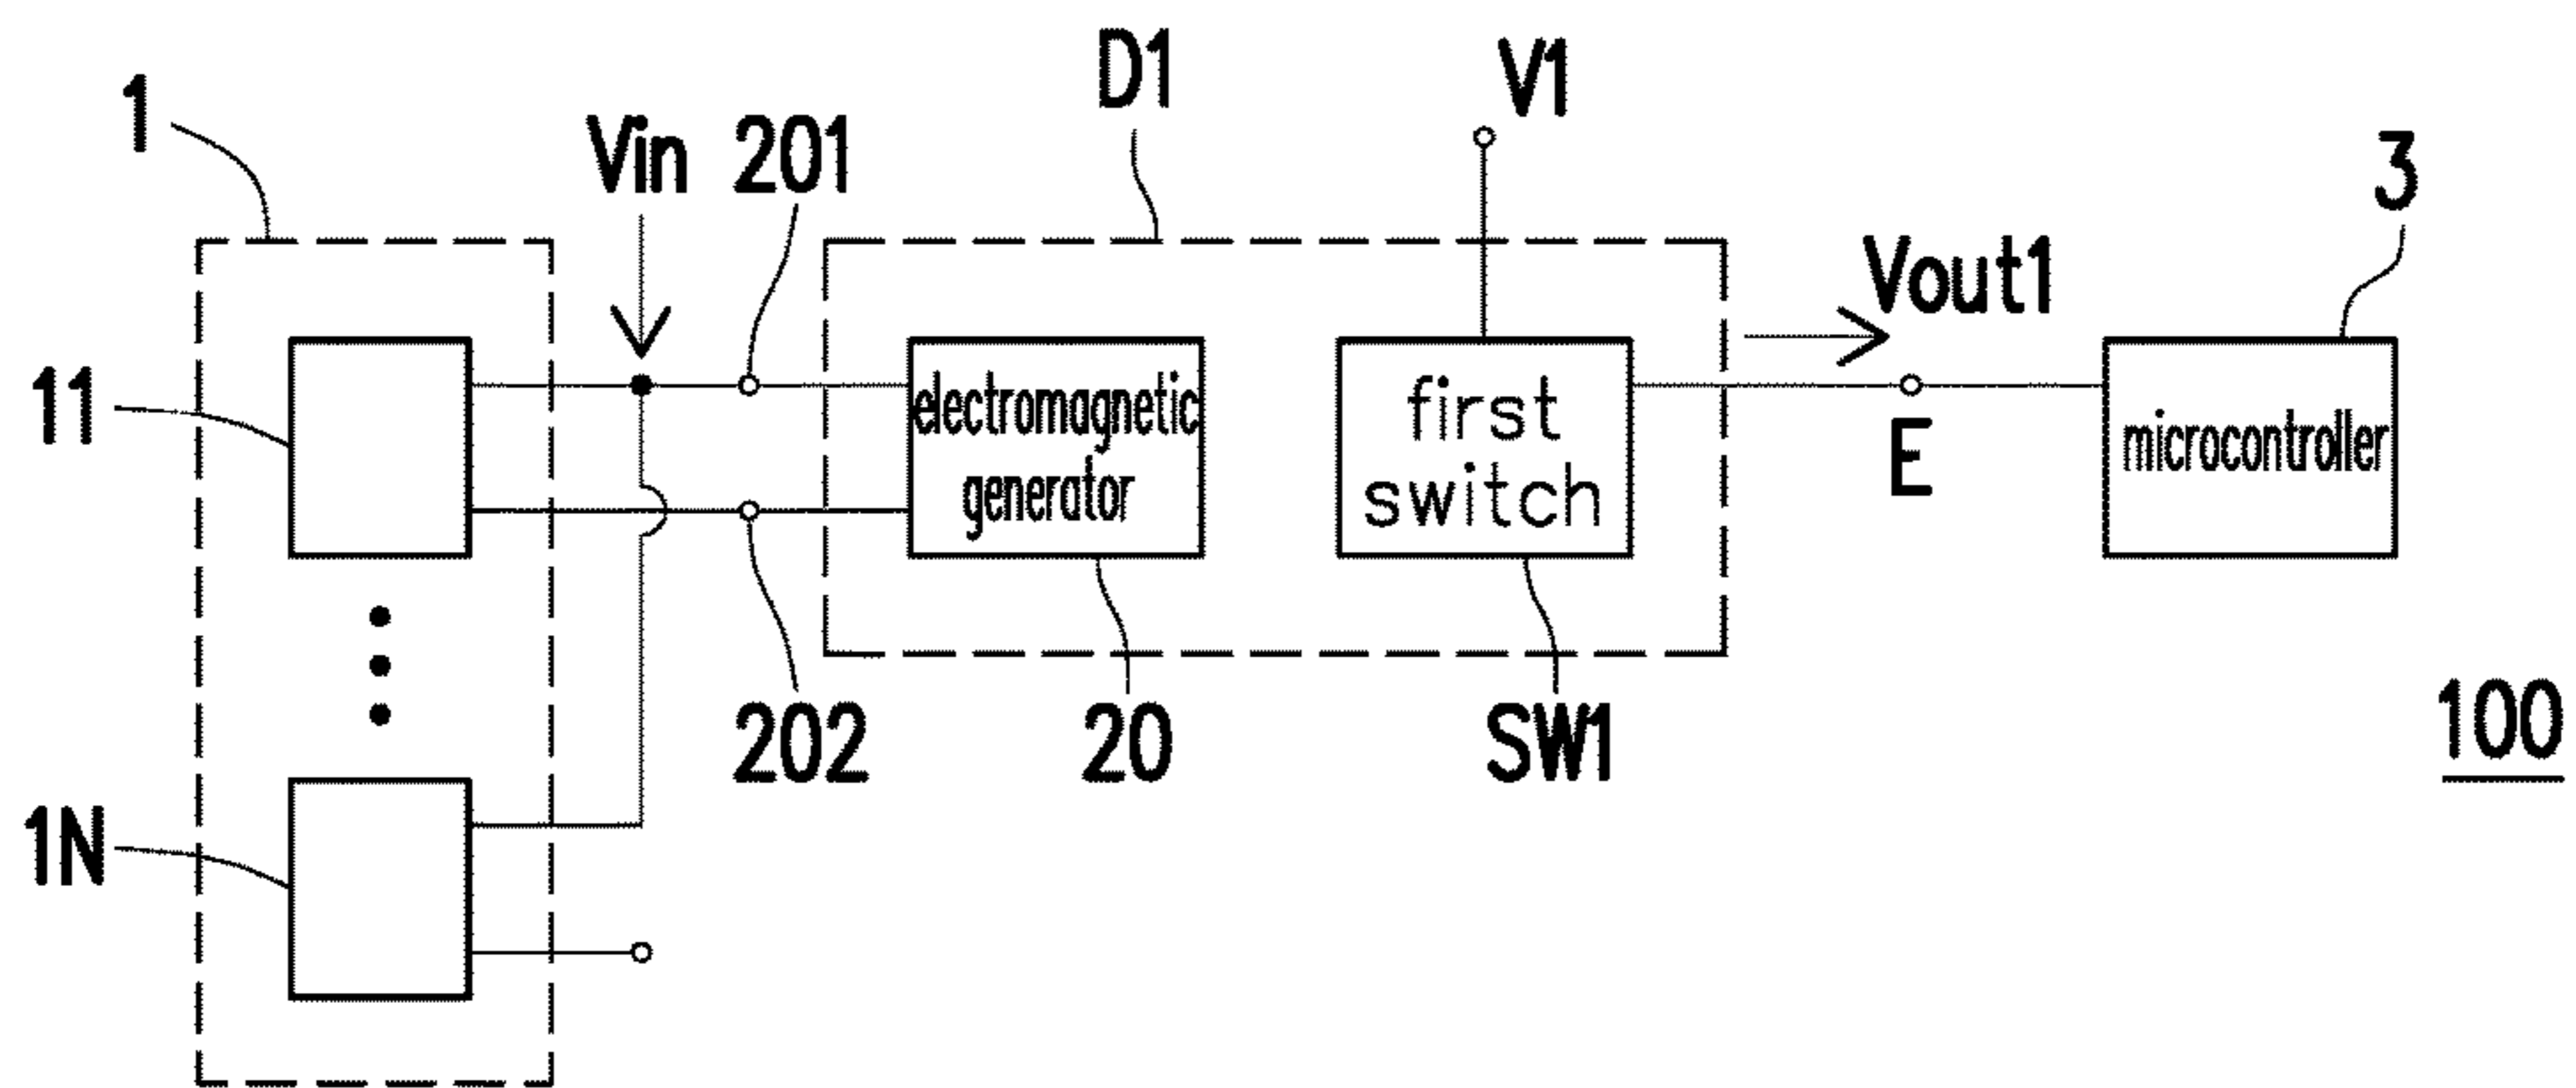 1
Vin
201
D1
V1
3
Vout1
11
electromagnetic
generator
first
switch
E
microcontroller
1N
202
20
SW1
100